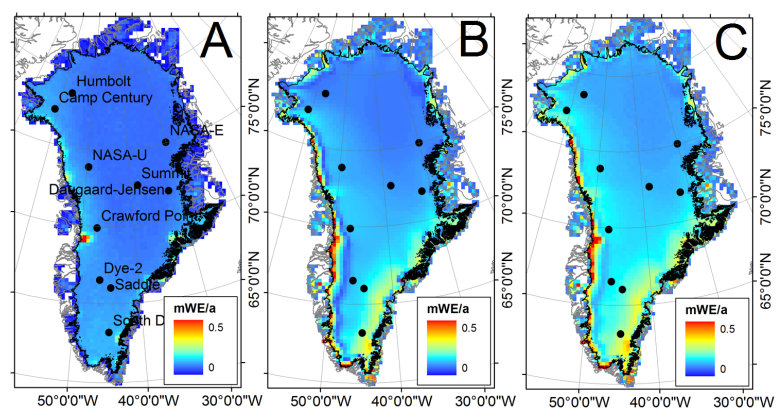 A
B
C
Humbolt
Camp Century
NASA-E
NASA-U
Summit
Daugaard-Jensen
Crawford Point
Dye-2
Saddle
South D
75°0'0"N
70°0'0"N
65°0'0"N
75°0'0"N
70°0'0"N
65°0'0"N
75°0'0"N
70°0'0"N
65°0'0"N
mWE/a
0.5
0
mWE/a
0.5
0
mWE/a
0.5
0
50°0'0"W 40°0'0"W 30°0'0"W
50°0'0"W 40°0'0"W 30°0'0"W
50°0'0"W 40°0'0"W 30°0'0"W